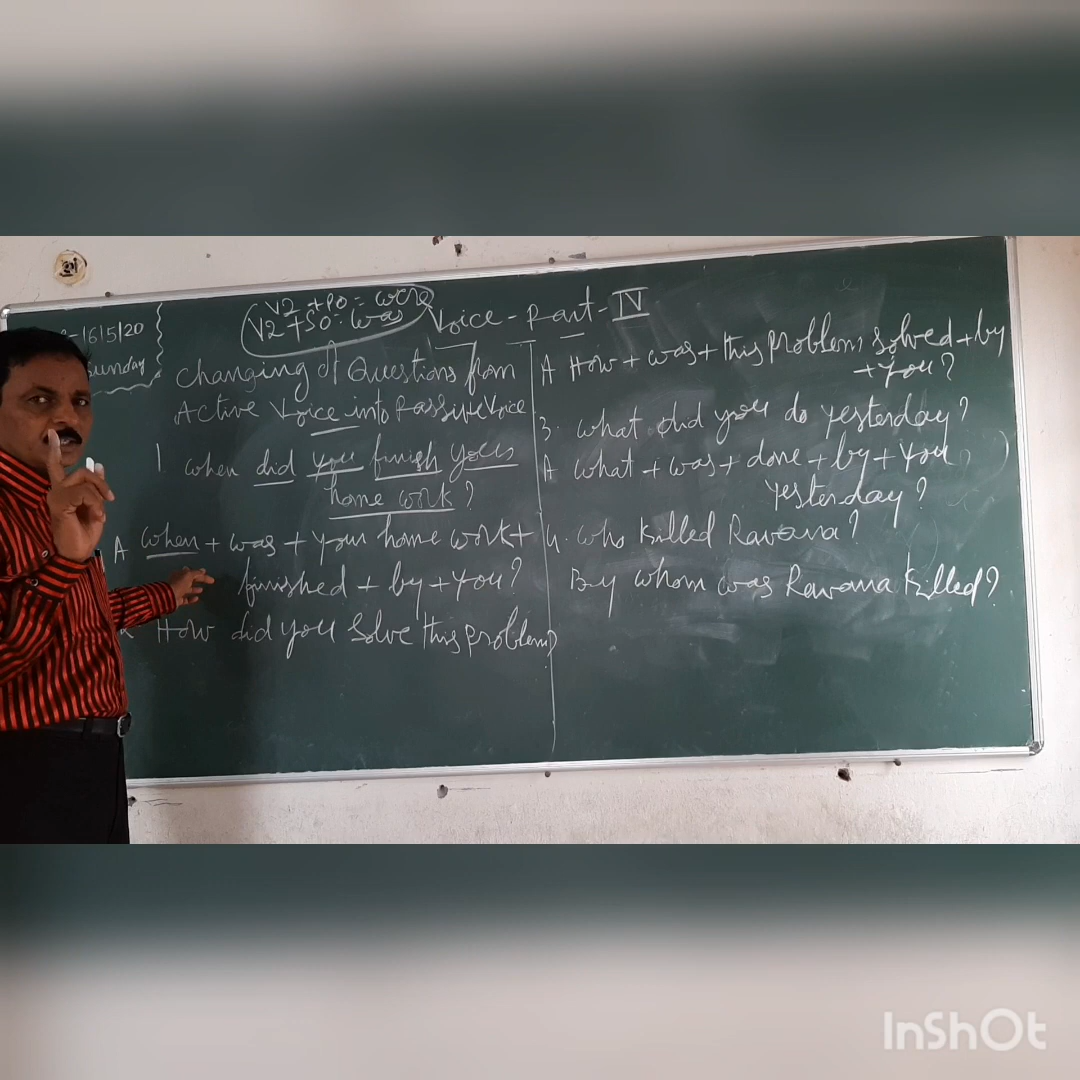 16/5/20
Sunday
V2 + PO = were
V2 + SO = was
Voice - Part - IV
Changing of Questions from
Active Voice into Passive Voice
1 when did you finish your
home work?
A when + was + your home work +
finished + by + you?
2 How did you solve this problem?
A How + was + this problem solved + by
+ you?
3. what did you do yesterday?
A what + was + done + by + you
yesterday?
4. who killed Ravana?
By whom was Ravana killed?
InShOt